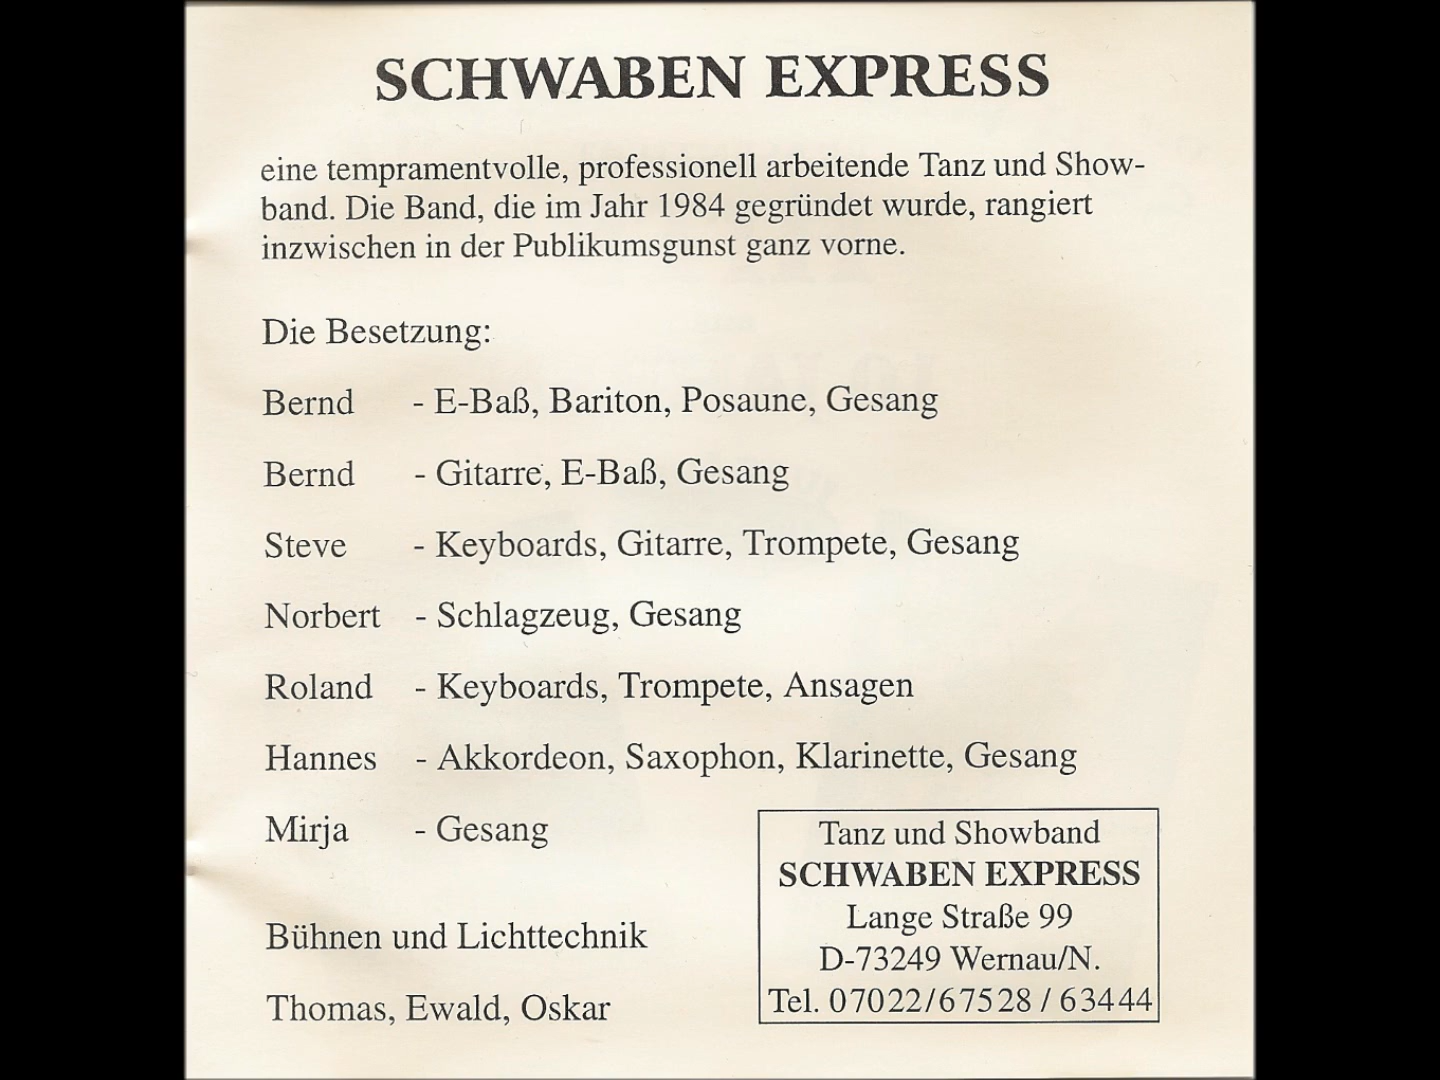 SCHWABEN EXPRESS
eine tempramentvolle, professionell arbeitende Tanz und Show-
band. Die Band, die im Jahr 1984 gegründet wurde, rangiert
inzwischen in der Publikumsgunst ganz vorne.
Die Besetzung:
Bernd - E-Baß, Bariton, Posaune, Gesang
Bernd - Gitarre, E-Baß, Gesang
Steve - Keyboards, Gitarre, Trompete, Gesang
Norbert - Schlagzeug, Gesang
Roland - Keyboards, Trompete, Ansagen
Hannes - Akkordeon, Saxophon, Klarinette, Gesang
Mirja - Gesang
Bühnen und Lichttechnik
Thomas, Ewald, Oskar
Tanz und Showband
SCHWABEN EXPRESS
Lange Straße 99
D-73249 Wernau/N.
Tel. 07022/67528 / 63444